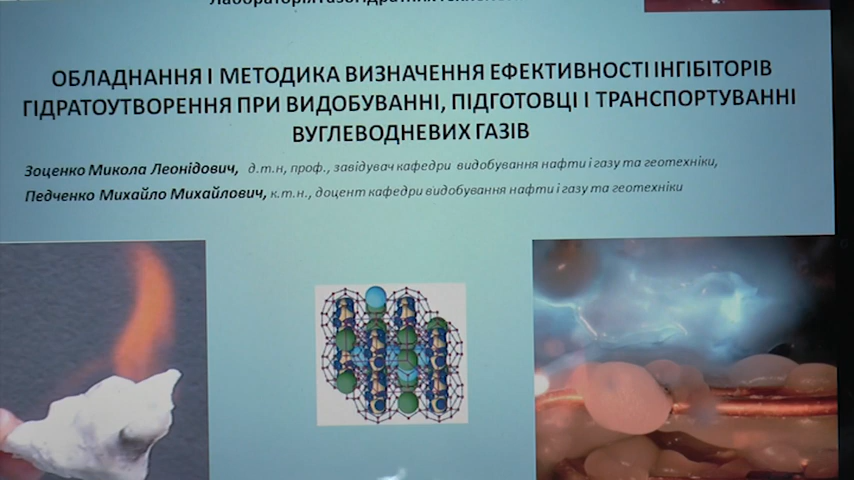 ОБЛАДНАННЯ І МЕТОДИКА ВИЗНАЧЕННЯ ЕФЕКТИВНОСТІ ІНГІБІТОРІВ
ГІДРАТОУТВОРЕННЯ ПРИ ВИДОБУВАННІ, ПІДГОТОВЦІ І ТРАНСПОРТУВАННІ
ВУГЛЕВОДНЕВИХ ГАЗІВ
Зоценко Микола Леонідович, д.т.н, проф., завідувач кафедри видобування нафти і газу та геотехніки,
Педченко Михайло Михайлович, к.т.н., доцент кафедри видобування нафти і газу та геотехніки